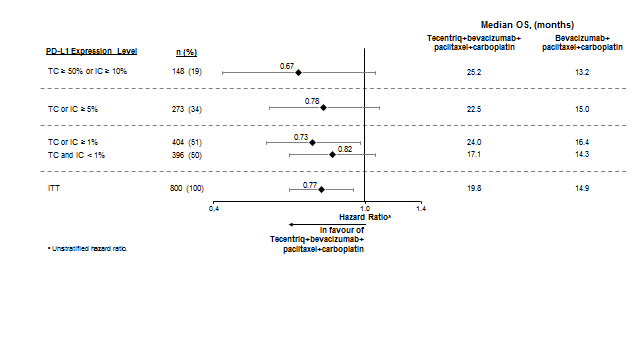 Median OS, (months)
Tecentriq+bevacizumab+ Bevacizumab+
paclitaxel+carboplatin paclitaxel+carboplatin
PD-L1 Expression Level n (%)
TC ≥ 50% or IC ≥ 10% 148 (19) 0.67 25.2 13.2
TC or IC ≥ 5% 273 (34) 0.78 22.5 15.0
TC or IC ≥ 1% 404 (51) 0.73 24.0 16.4
TC and IC < 1% 396 (50) 0.82 17.1 14.3
ITT 800 (100) 0.77 19.8 14.9
0.4 1.0 1.4
Hazard Ratioᵃ
in favour of
Tecentriq+bevacizumab+
paclitaxel+carboplatin
ᵃ Unstratified hazard ratio.